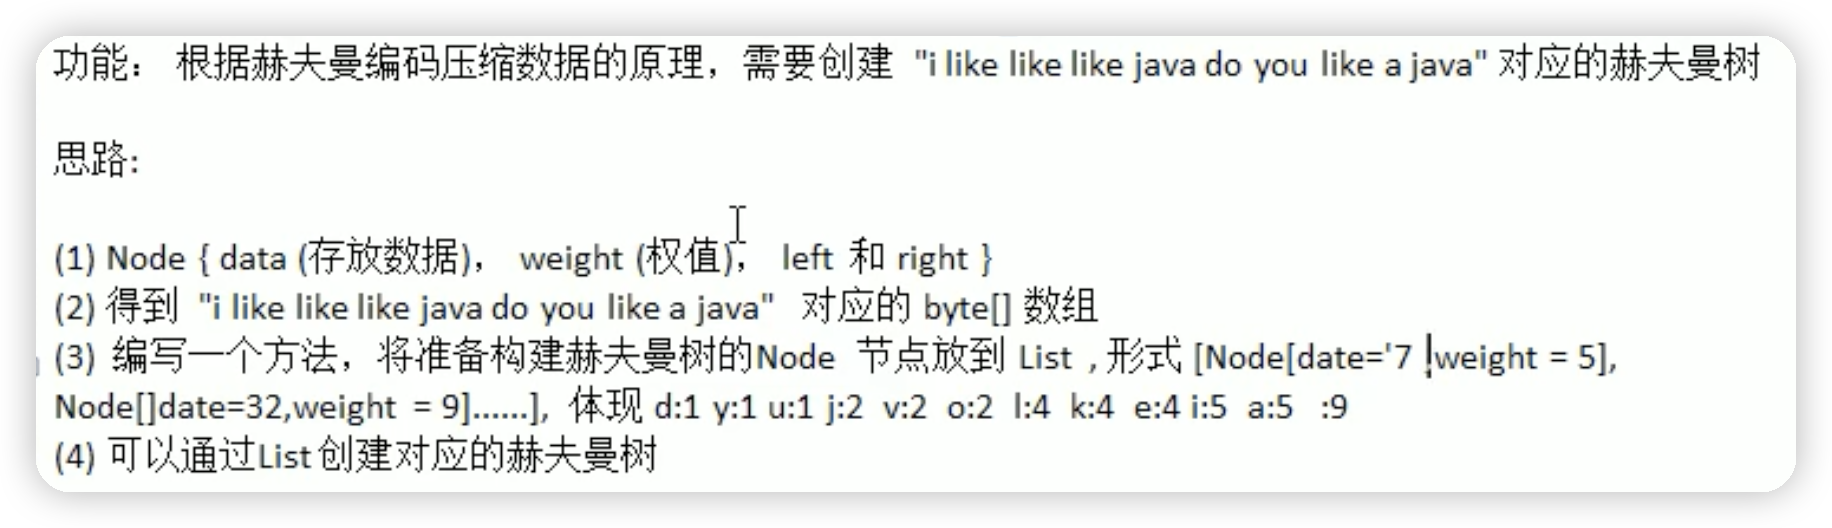 功能： 根据赫夫曼编码压缩数据的原理，需要创建 "i like like like java do you like a java" 对应的赫夫曼树
思路:
(1) Node { data (存放数据)， weight (权值)， left 和 right }
(2) 得到 "i like like like java do you like a java" 对应的 byte[] 数组
(3) 编写一个方法，将准备构建赫夫曼树的Node 节点放到 List , 形式 [Node[date='7 weight = 5],
Node[]date=32,weight = 9]......], 体现 d:1 y:1 u:1 j:2 v:2 o:2 l:4 k:4 e:4 i:5 a:5 :9
(4) 可以通过List 创建对应的赫夫曼树